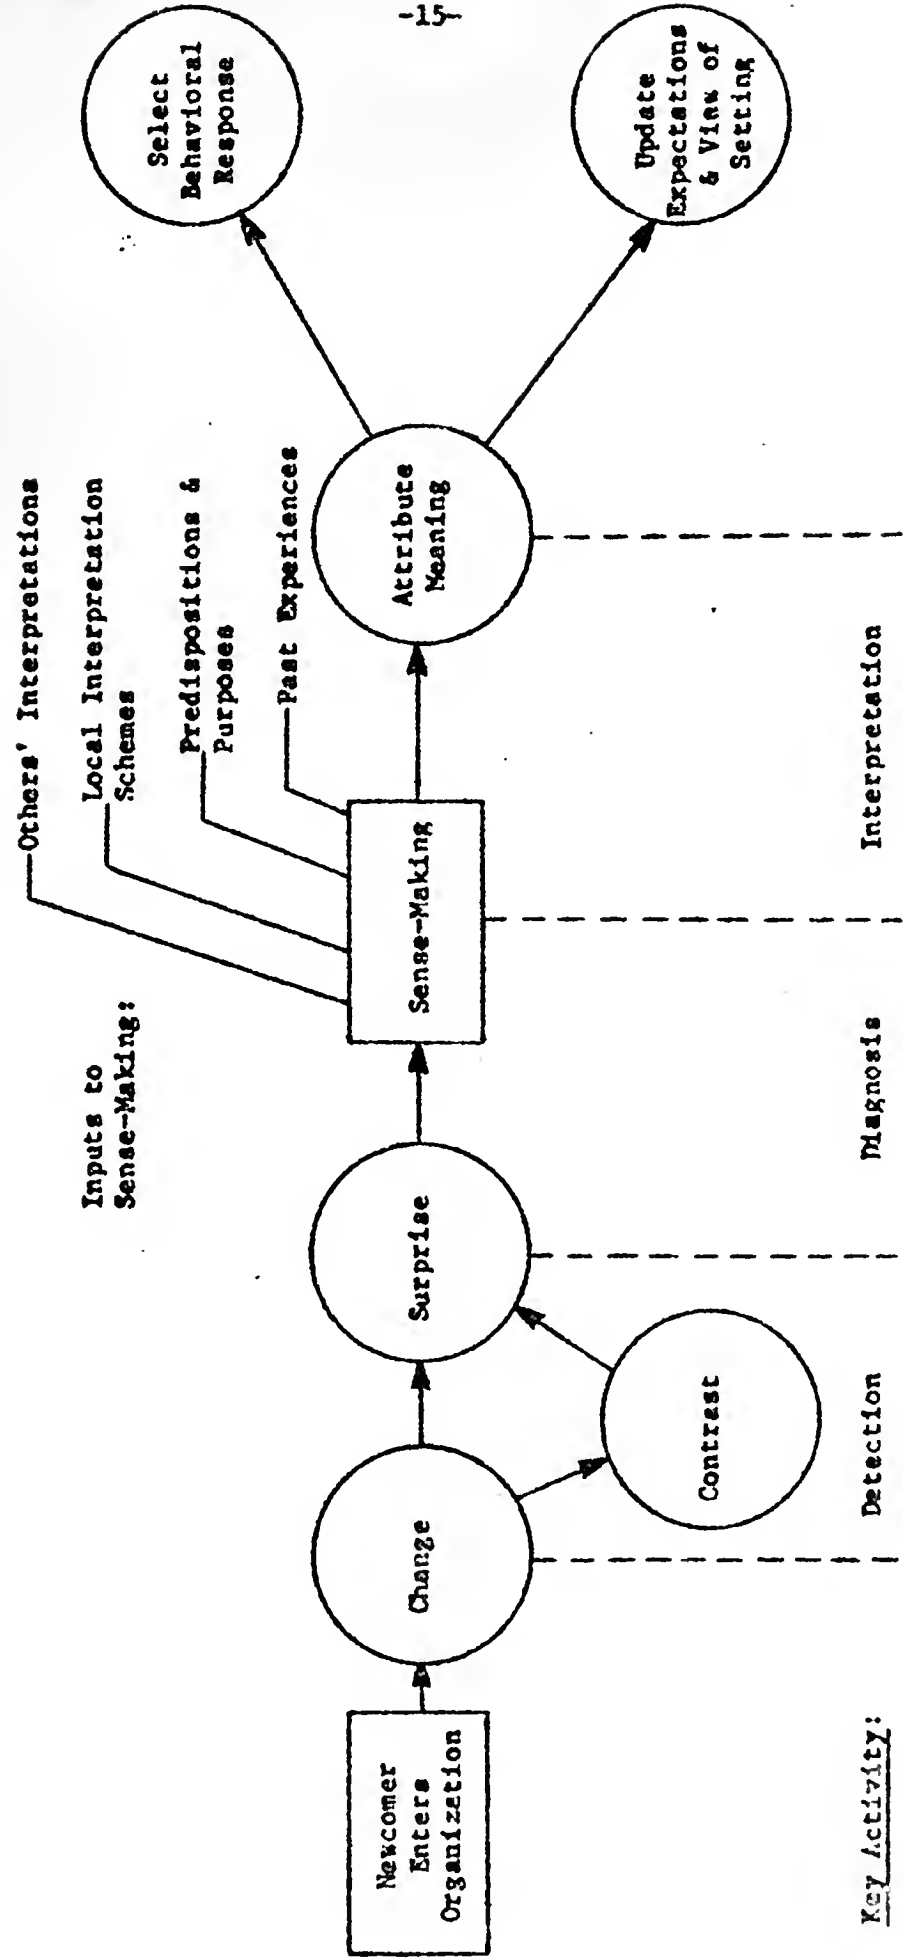 -15-
Others' Interpretations
Local Interpretation
Schemes
Inputs to
Sense-Making:
Predispositions &
Purposes
Past Experiences
Newcomer
Enters
Organization
Change
Contrast
Surprise
Sense-Making
Attribute
Meaning
Select
Behavioral
Response
Update
Expectations
& View of
Setting
Key Activity:
Detection
Diagnosis
Interpretation